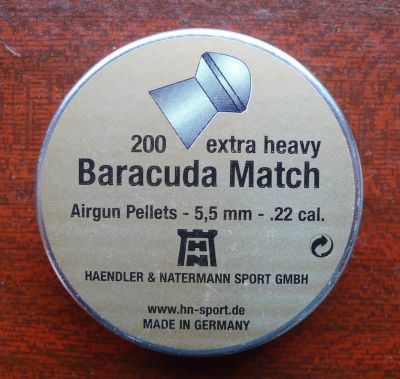 200 extra heavy
Baracuda Match
Airgun Pellets - 5,5 mm - .22 cal.
HN
HAENDLER & NATERMANN SPORT GMBH
www.hn-sport.de
MADE IN GERMANY